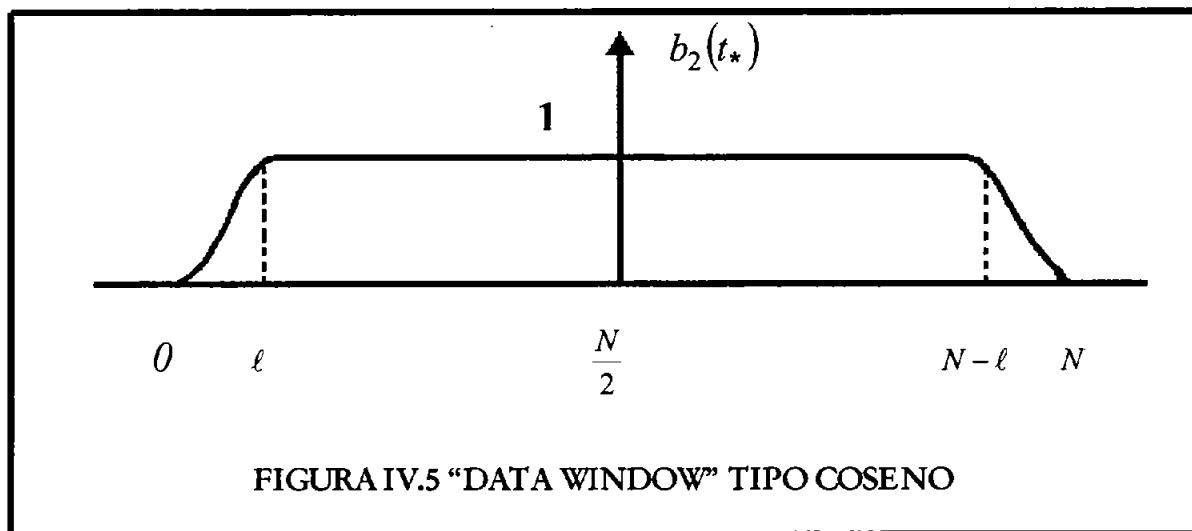 b₂(t⋆)
1
0 ℓ N/2 N − ℓ N
FIGURA IV.5 “DATA WINDOW” TIPO COSENO